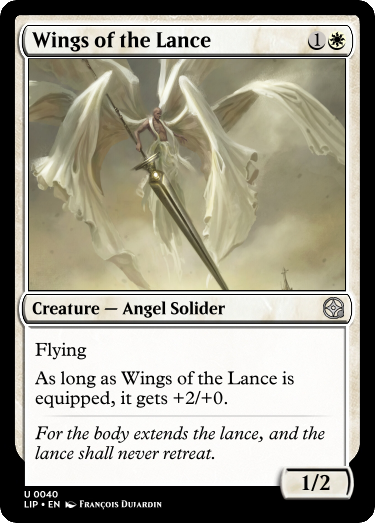 Wings of the Lance 1
Creature — Angel Solider
Flying
As long as Wings of the Lance is
equipped, it gets +2/+0.
For the body extends the lance, and the
lance shall never retreat.
1/2
U 0040
LIP • EN François Dujardin